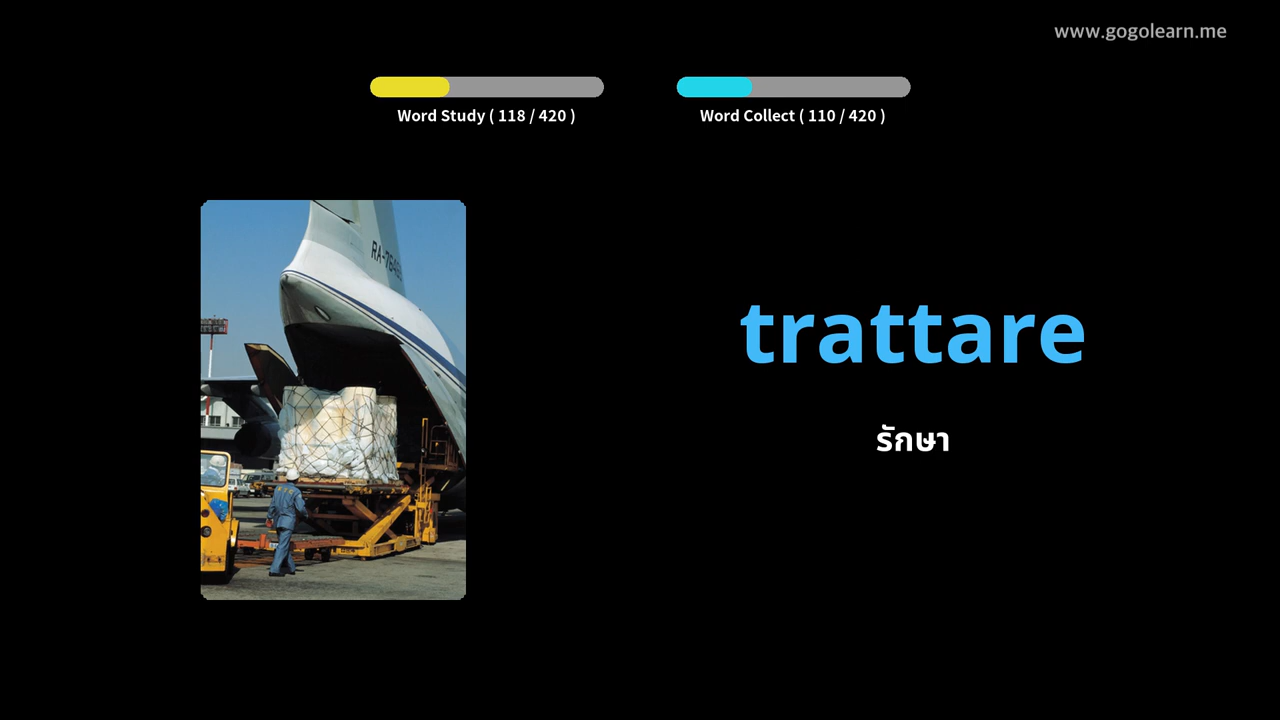 www.gogolearn.me
Word Study ( 118 / 420 )
Word Collect ( 110 / 420 )
trattare
รักษา